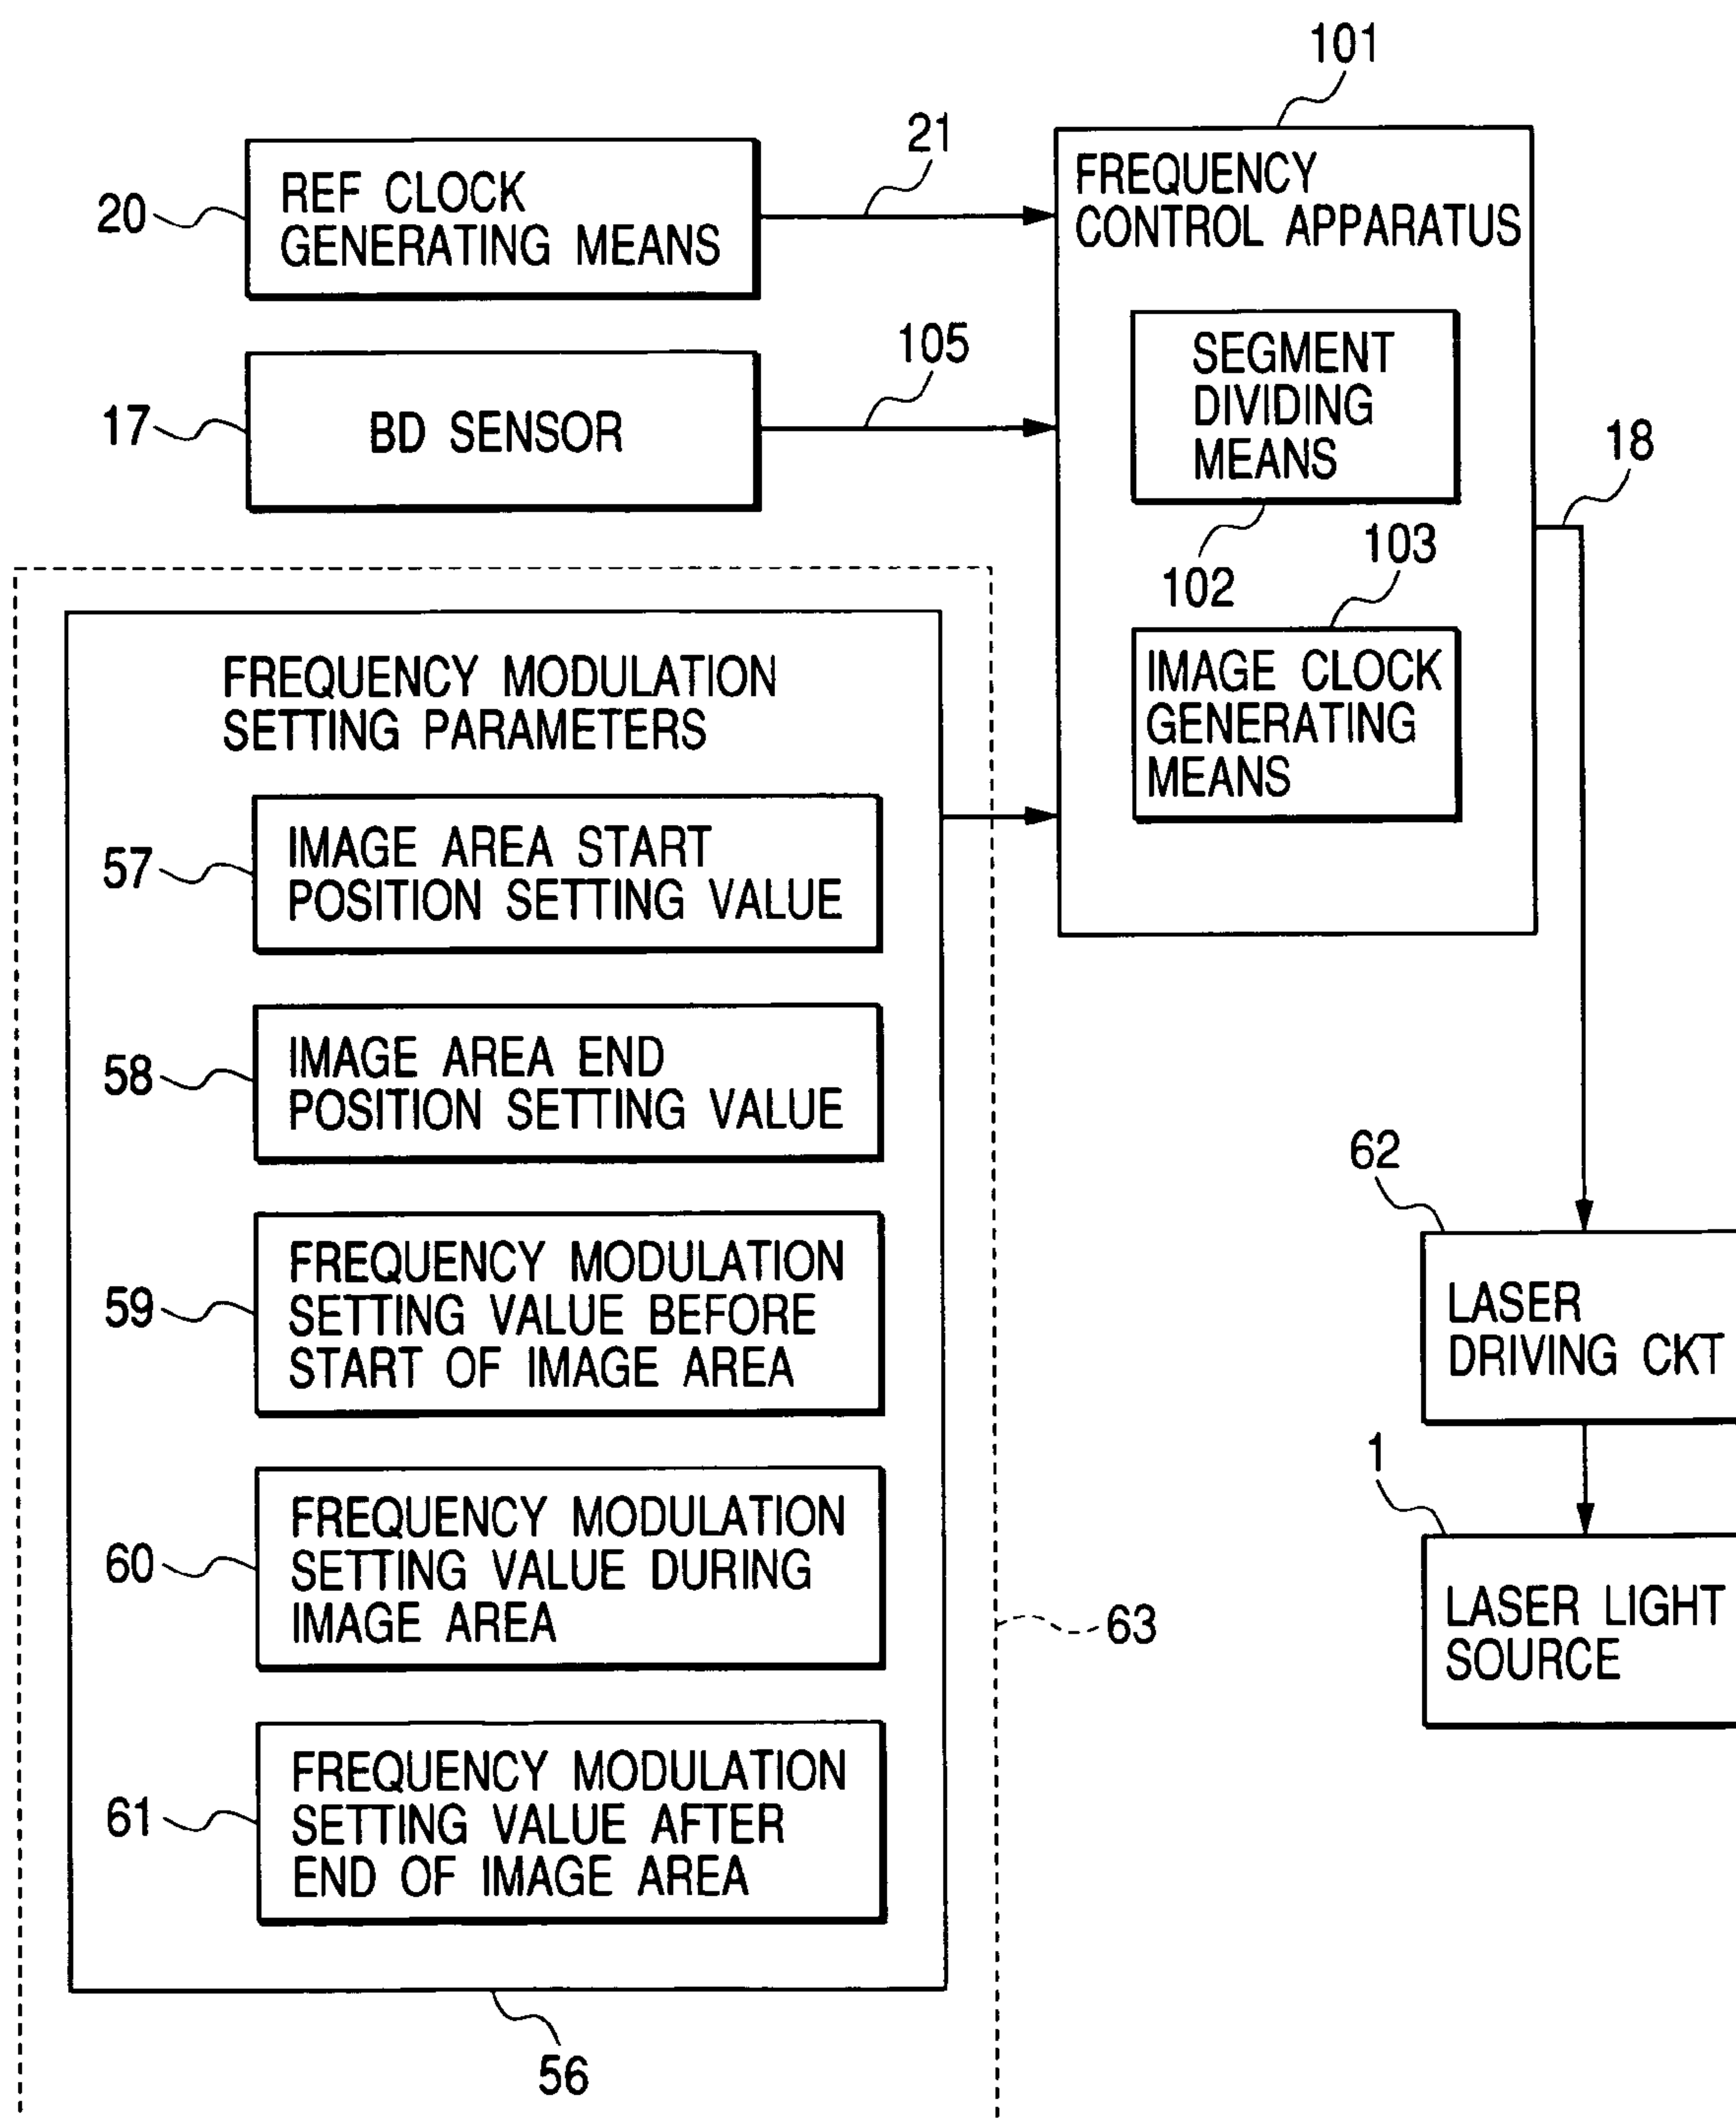 101
21
REF CLOCK
GENERATING MEANS
20
FREQUENCY
CONTROL APPARATUS
105
BD SENSOR
17
SEGMENT
DIVIDING
MEANS
102
18
103
IMAGE CLOCK
GENERATING
MEANS
FREQUENCY MODULATION
SETTING PARAMETERS
57
IMAGE AREA START
POSITION SETTING VALUE
58
IMAGE AREA END
POSITION SETTING VALUE
59
FREQUENCY MODULATION
SETTING VALUE BEFORE
START OF IMAGE AREA
60
FREQUENCY MODULATION
SETTING VALUE DURING
IMAGE AREA
61
FREQUENCY MODULATION
SETTING VALUE AFTER
END OF IMAGE AREA
56
63
62
LASER
DRIVING CKT
1
LASER LIGHT
SOURCE